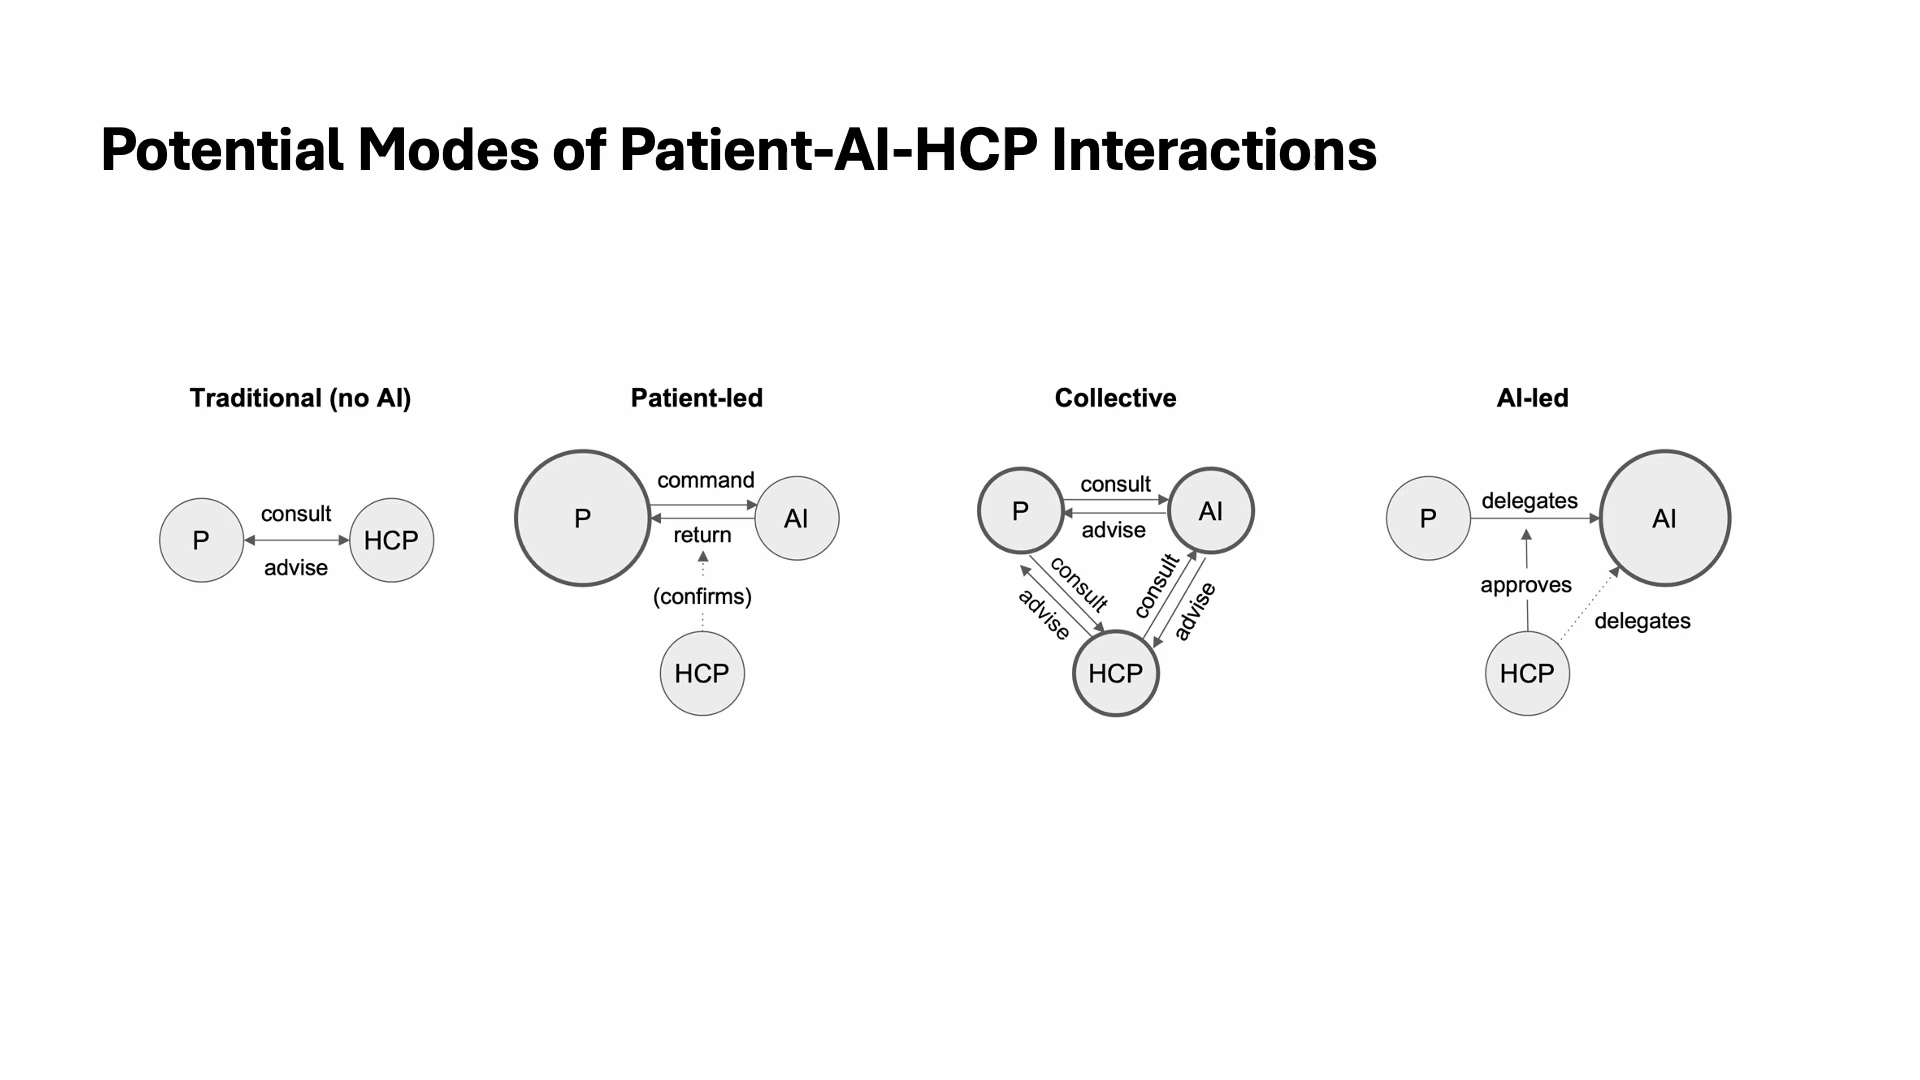 Potential Modes of Patient-AI-HCP Interactions
Traditional (no AI)
P
consult
advise
HCP
Patient-led
P
command
return
AI
(confirms)
HCP
Collective
P
consult
advise
AI
consult
advise
consult
advise
HCP
AI-led
P
delegates
AI
approves
delegates
HCP